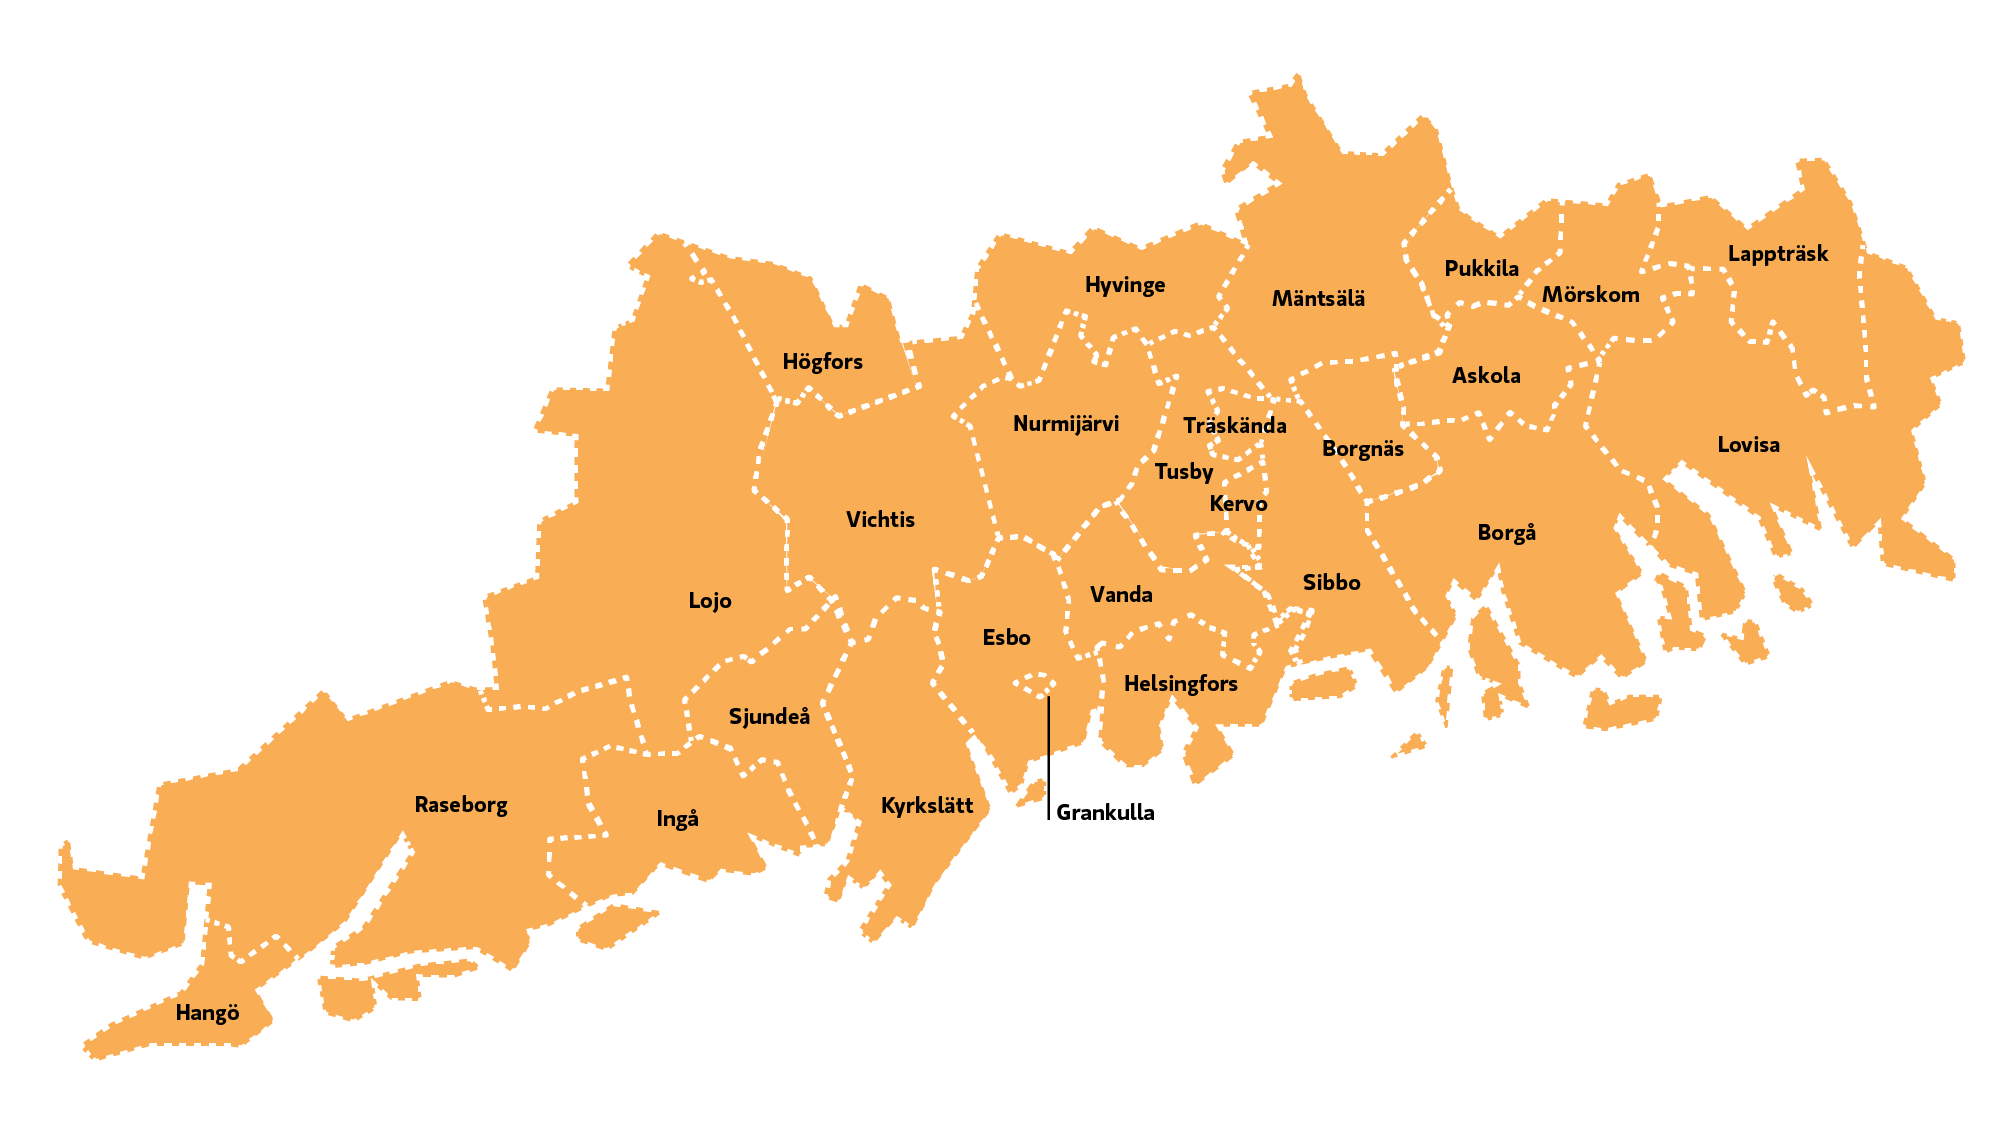 Lappträsk
Pukkila
Hyvinge
Mörskom
Mäntsälä
Högfors
Askola
Nurmijärvi
Träskända
Lovisa
Borgnäs
Tusby
Kervo
Vichtis
Borgå
Sibbo
Vanda
Lojo
Esbo
Helsingfors
Sjundeå
Raseborg
Kyrkslätt
Grankulla
Ingå
Hangö